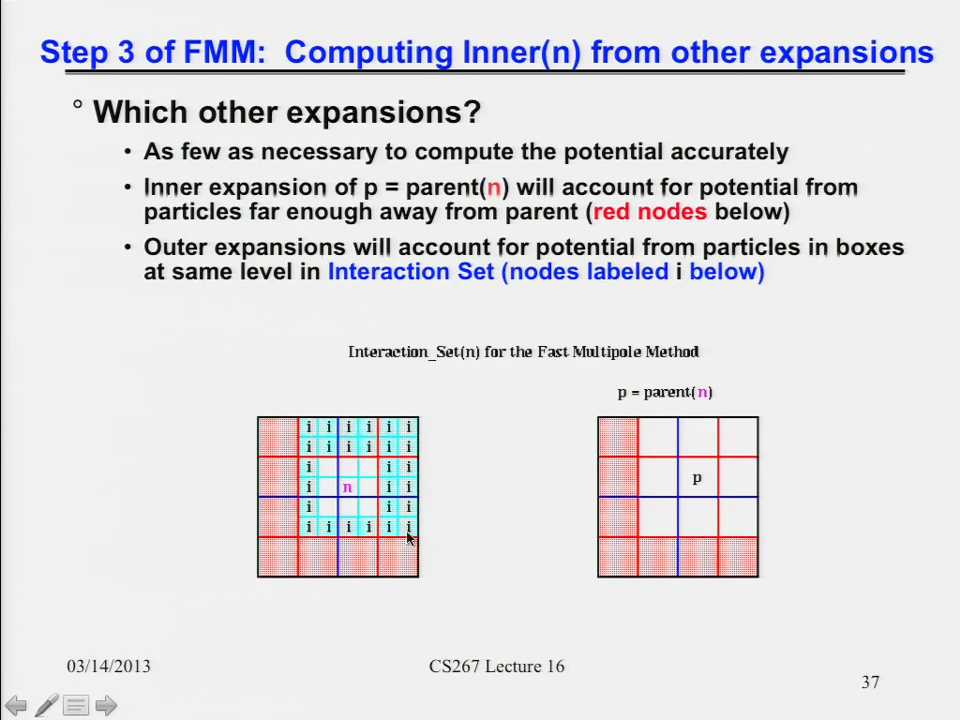 Step 3 of FMM: Computing Inner(n) from other expansions
° Which other expansions?
• As few as necessary to compute the potential accurately
• Inner expansion of p = parent(n) will account for potential from
particles far enough away from parent (red nodes below)
• Outer expansions will account for potential from particles in boxes
at same level in Interaction Set (nodes labeled i below)
Interaction_Set(n) for the Fast Multipole Method
p = parent(n)
i i i i i i
i i i i i i
i i i
i n i i
p
i i i
i i i i i i
03/14/2013
CS267 Lecture 16
37